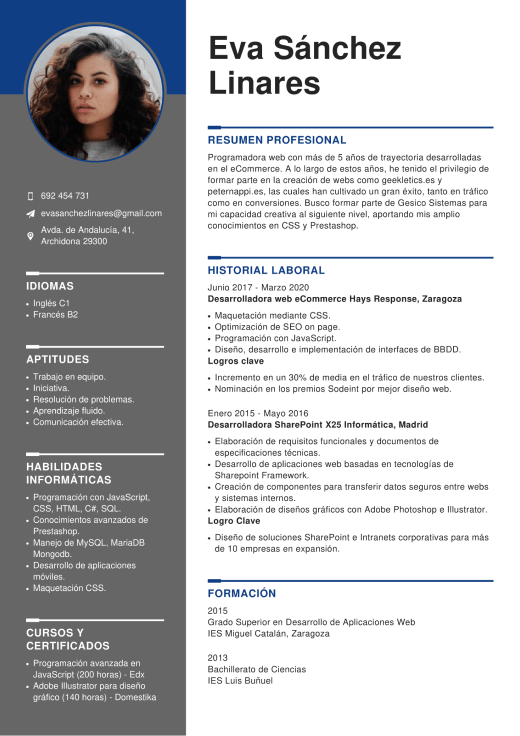 Eva Sánchez
Linares
692 454 731
evasanchezlinares@gmail.com
Avda. de Andalucía, 41,
Archidona 29300
IDIOMAS
• Inglés C1
• Francés B2
APTITUDES
• Trabajo en equipo.
• Iniciativa.
• Resolución de problemas.
• Aprendizaje fluido.
• Comunicación efectiva.
HABILIDADES
INFORMÁTICAS
• Programación con JavaScript,
CSS, HTML, C#, SQL.
• Conocimientos avanzados de
Prestashop.
• Manejo de MySQL, MariaDB
Mongodb.
• Desarrollo de aplicaciones
móviles.
• Maquetación CSS.
CURSOS Y
CERTIFICADOS
• Programación avanzada en
JavaScript (200 horas) - Edx
• Adobe Illustrator para diseño
gráfico (140 horas) - Domestika
RESUMEN PROFESIONAL
Programadora web con más de 5 años de trayectoria desarrolladas
en el eCommerce. A lo largo de estos años, he tenido el privilegio de
formar parte en la creación de webs como geekletics.es y
peternappi.es, las cuales han cultivado un gran éxito, tanto en tráfico
como en conversiones. Busco formar parte de Gesico Sistemas para
mi capacidad creativa al siguiente nivel, aportando mis amplio
conocimientos en CSS y Prestashop.
HISTORIAL LABORAL
Junio 2017 - Marzo 2020
Desarrolladora web eCommerce Hays Response, Zaragoza
• Maquetación mediante CSS.
• Optimización de SEO on page.
• Programación con JavaScript.
• Diseño, desarrollo e implementación de interfaces de BBDD.
Logros clave
• Incremento en un 30% de media en el tráfico de nuestros clientes.
• Nominación en los premios Sodeint por mejor diseño web.
Enero 2015 - Mayo 2016
Desarrolladora SharePoint X25 Informática, Madrid
• Elaboración de requisitos funcionales y documentos de
especificaciones técnicas.
• Desarrollo de aplicaciones web basadas en tecnologías de
Sharepoint Framework.
• Creación de componentes para transferir datos seguros entre webs
y sistemas internos.
• Elaboración de diseños gráficos con Adobe Photoshop e Illustrator.
Logro Clave
• Diseño de soluciones SharePoint e Intranets corporativas para más
de 10 empresas en expansión.
FORMACIÓN
2015
Grado Superior en Desarrollo de Aplicaciones Web
IES Miguel Catalán, Zaragoza
2013
Bachillerato de Ciencias
IES Luis Buñuel